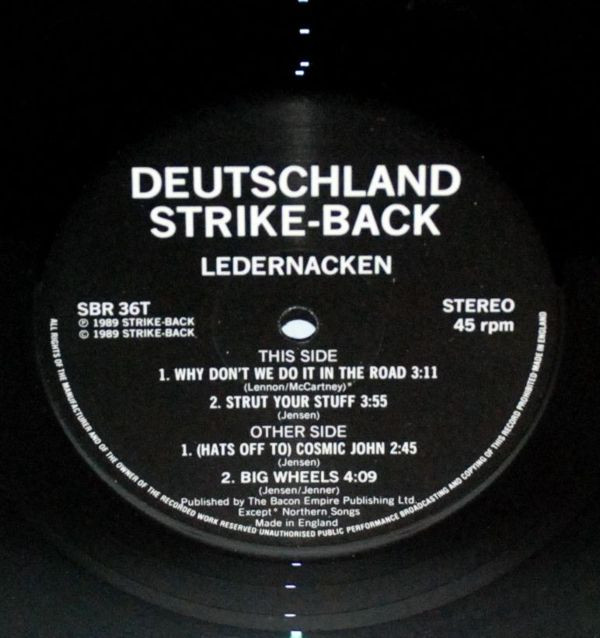 DEUTSCHLAND
STRIKE-BACK
LEDERNACKEN
SBR 36T
℗ 1989 STRIKE-BACK
© 1989 STRIKE-BACK
STEREO
45 rpm
THIS SIDE
1. WHY DON'T WE DO IT IN THE ROAD 3:11
(Lennon/McCartney)*
2. STRUT YOUR STUFF 3:55
(Jensen)
OTHER SIDE
1. (HATS OFF TO) COSMIC JOHN 2:45
(Jensen)
2. BIG WHEELS 4:09
(Jensen/Jenner)
Published by The Bacon Empire Publishing Ltd.,
Except* Northern Songs
Made in England
ALL RIGHTS OF THE MANUFACTURER AND OF THE OWNER OF THE RECORDED WORK RESERVED UNAUTHORISED PUBLIC PERFORMANCE BROADCASTING AND COPYING OF THIS RECORD PROHIBITED MADE IN ENGLAND